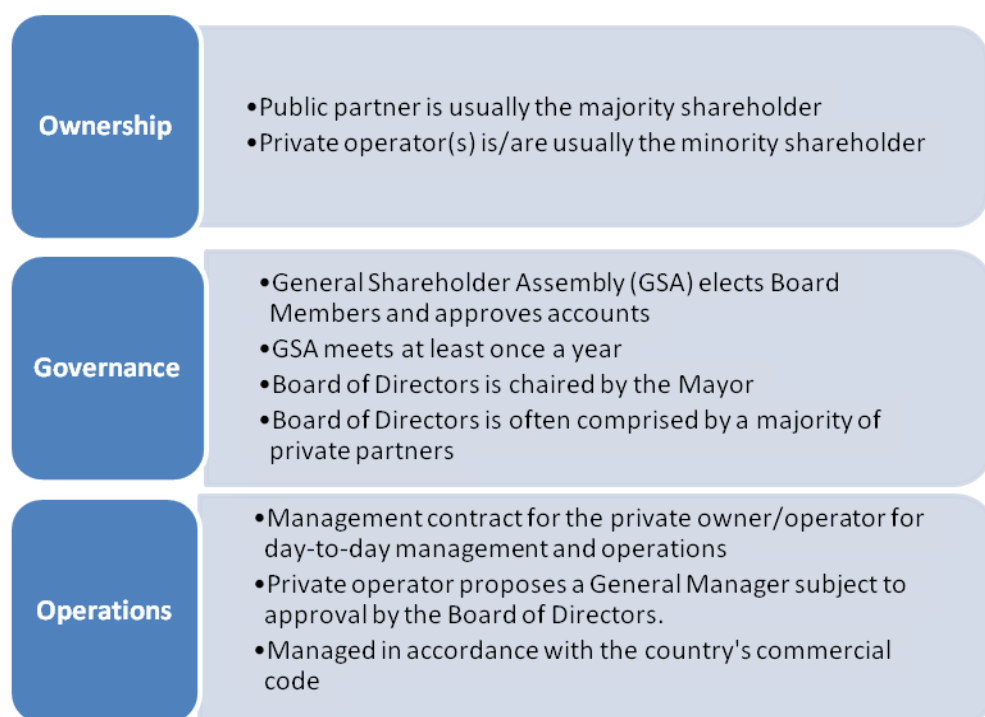 Ownership
•Public partner is usually the majority shareholder
•Private operator(s) is/are usually the minority shareholder
Governance
•General Shareholder Assembly (GSA) elects Board
Members and approves accounts
•GSA meets at least once a year
•Board of Directors is chaired by the Mayor
•Board of Directors is often comprised by a majority of
private partners
Operations
•Management contract for the private owner/operator for
day-to-day management and operations
•Private operator proposes a General Manager subject to
approval by the Board of Directors.
•Managed in accordance with the country's commercial
code